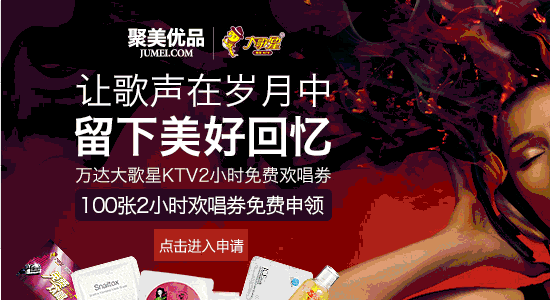 聚美优品
JUMEI.COM
大歌星
让歌声在岁月中
留下美好回忆
万达大歌星KTV2小时免费欢唱券
100张2小时欢唱券免费申领
点击进入申请
Snailtox